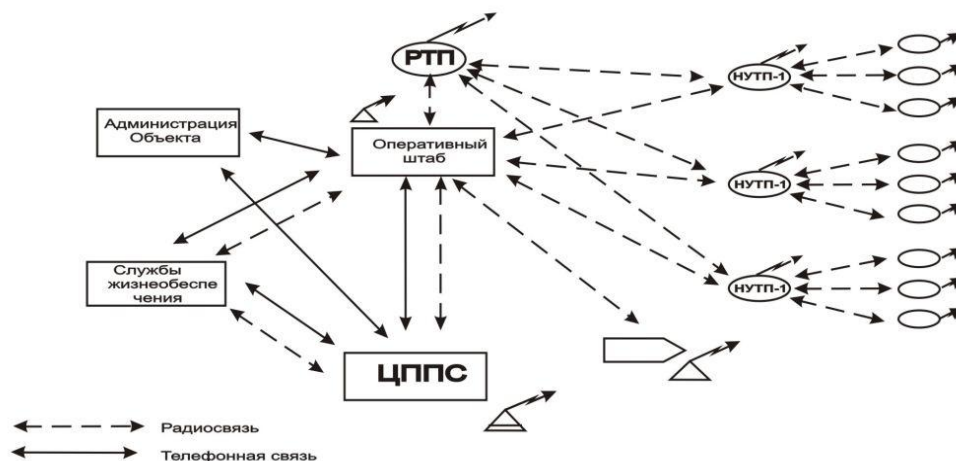 РТП
НУТП-1
Администрация
Объекта
Оперативный
штаб
НУТП-1
Службы
жизнеобеспе
чения
НУТП-1
ЦППС
Радиосвязь
Телефонная связь